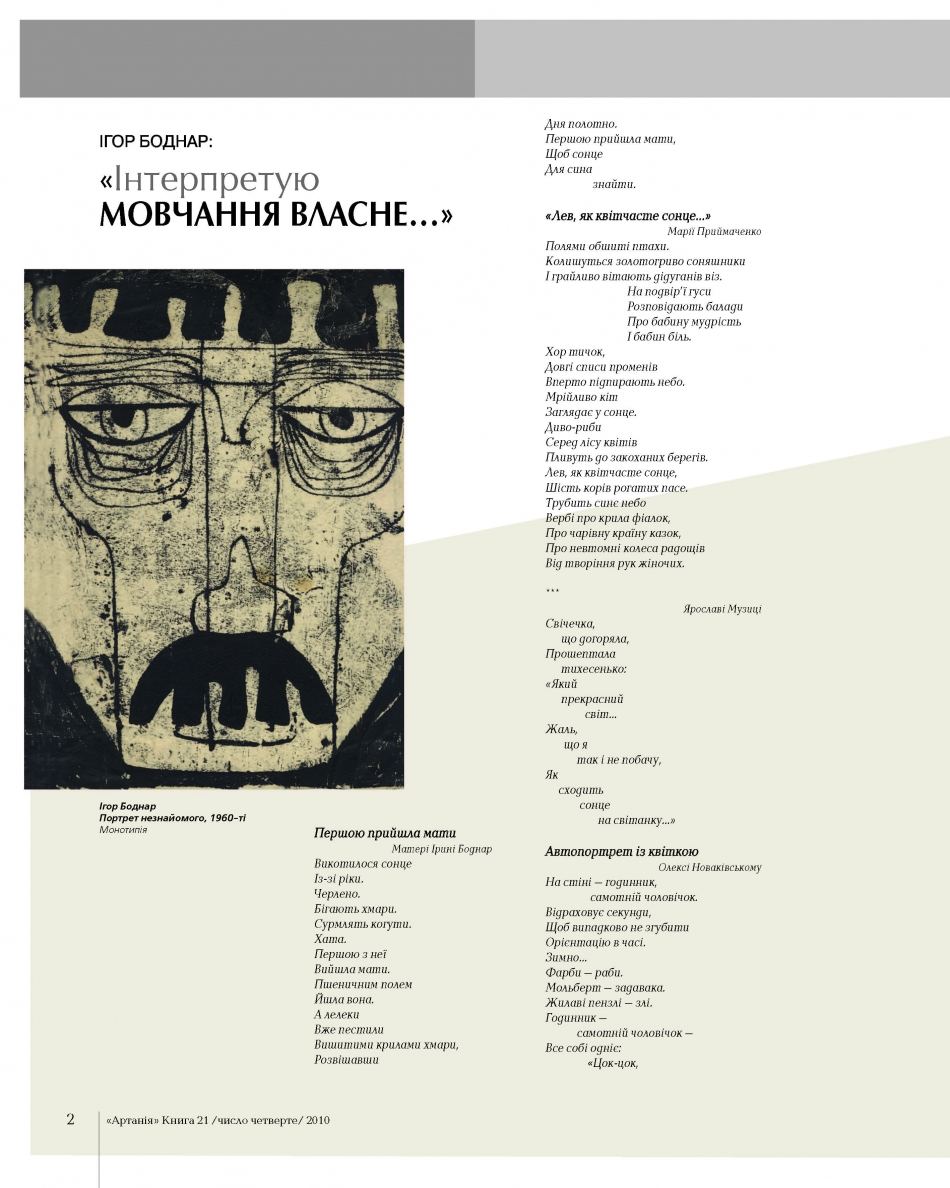 ІГОР БОДНАР:
«Інтерпретую
МОВЧАННЯ ВЛАСНЕ...»
Ігор Боднар
Портрет незнайомого, 1960–ті
Монотипія
Першою прийшла мати
Матері Ірині Боднар
Викотилося сонце
Із-зі ріки.
Черлено.
Бігають хмари.
Сурмлять когути.
Хата.
Першою з неї
Вийшла мати.
Пшеничним полем
Йшла вона.
А лелеки
Вже пестили
Вишитими крилами хмари,
Розвішавши
Дня полотно.
Першою прийшла мати,
Щоб сонце
Для сина
знайти.
«Лев, як квітчасте сонце...»
Марії Приймаченко
Полями обшиті птахи.
Колишуться золотогриво соняшники
І грайливо вітають дідуганів віз.
На подвір’ї гуси
Розповідають балади
Про бабину мудрість
І бабин біль.
Хор тичок,
Довгі списи променів
Вперто підпирають небо.
Мрійливо кіт
Заглядає у сонце.
Диво-риби
Серед лісу квітів
Пливуть до закоханих берегів.
Лев, як квітчасте сонце,
Шість корів рогатих пасе.
Трубить синє небо
Вербі про крила фіалок,
Про чарівну країну казок,
Про невтомні колеса радощів
Від творіння рук жіночих.
***
Ярославі Музиці
Свічечка,
що догоряла,
Прошептала
тихесенько:
«Який
прекрасний
світ...
Жаль,
що я
так і не побачу,
Як
сходить
сонце
на світанку...»
Автопортрет із квіткою
Олексі Новаківському
На стіні – годинник,
самотній чоловічок.
Відраховує секунди,
Щоб випадково не згубити
Орієнтацію в часі.
Зимно...
Фарби – раби.
Мольберт – задавака.
Жилаві пензлі – злі.
Годинник –
самотній чоловічок –
Все собі одніє:
«Цок-цок,
2
«Артанія» Книга 21 /число четверте/ 2010